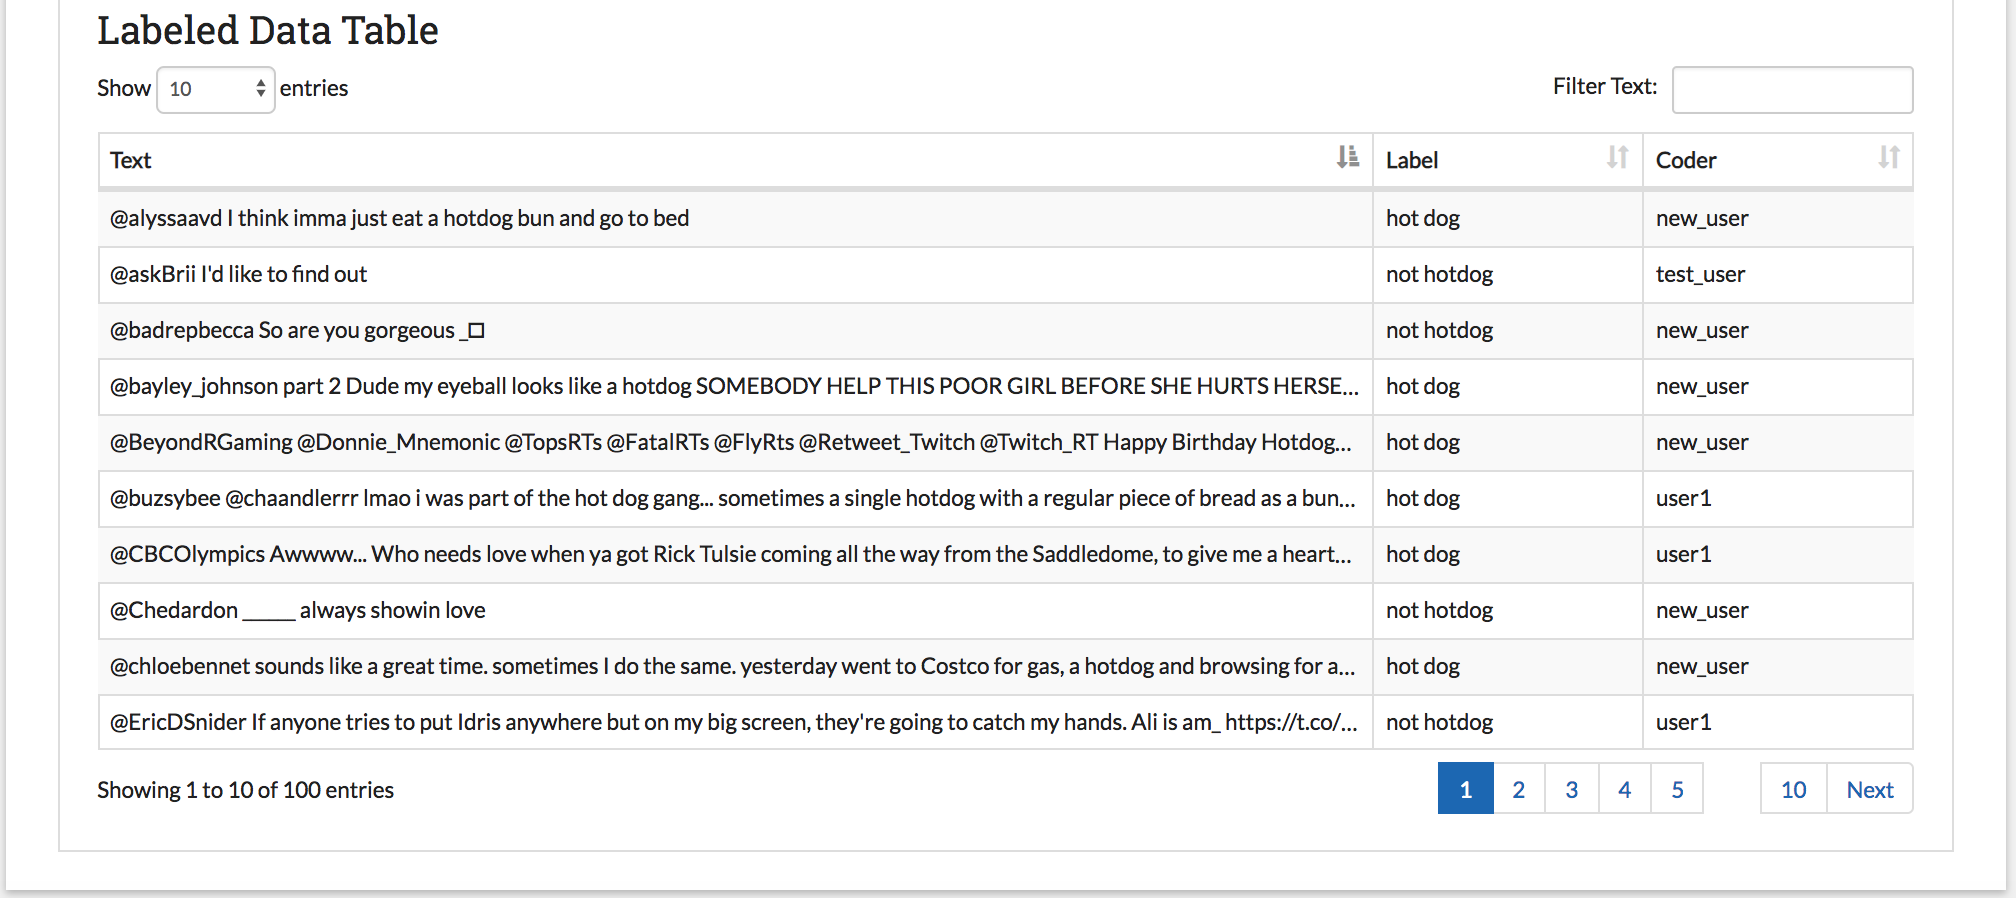 Labeled Data Table
Show 10 entries Filter Text:
Text Label Coder
@alyssaavd I think imma just eat a hotdog bun and go to bed hot dog new_user
@askBrii I'd like to find out not hotdog test_user
@badrepbecca So are you gorgeous _□ not hotdog new_user
@bayley_johnson part 2 Dude my eyeball looks like a hotdog SOMEBODY HELP THIS POOR GIRL BEFORE SHE HURTS HERSE... hot dog new_user
@BeyondRGaming @Donnie_Mnemonic @TopsRTs @FatalRTs @FlyRts @Retweet_Twitch @Twitch_RT Happy Birthday Hotdog... hot dog new_user
@buzsybee @chaandlerrr lmao i was part of the hot dog gang... sometimes a single hotdog with a regular piece of bread as a bun... hot dog user1
@CBCOlympics Awwww... Who needs love when ya got Rick Tulsie coming all the way from the Saddledome, to give me a heart... hot dog user1
@Chedardon _____ always showin love not hotdog new_user
@chloebennet sounds like a great time. sometimes I do the same. yesterday went to Costco for gas, a hotdog and browsing for a... hot dog new_user
@EricDSnider If anyone tries to put Idris anywhere but on my big screen, they're going to catch my hands. Ali is am_ https://t.co/... not hotdog user1
Showing 1 to 10 of 100 entries 1 2 3 4 5 10 Next